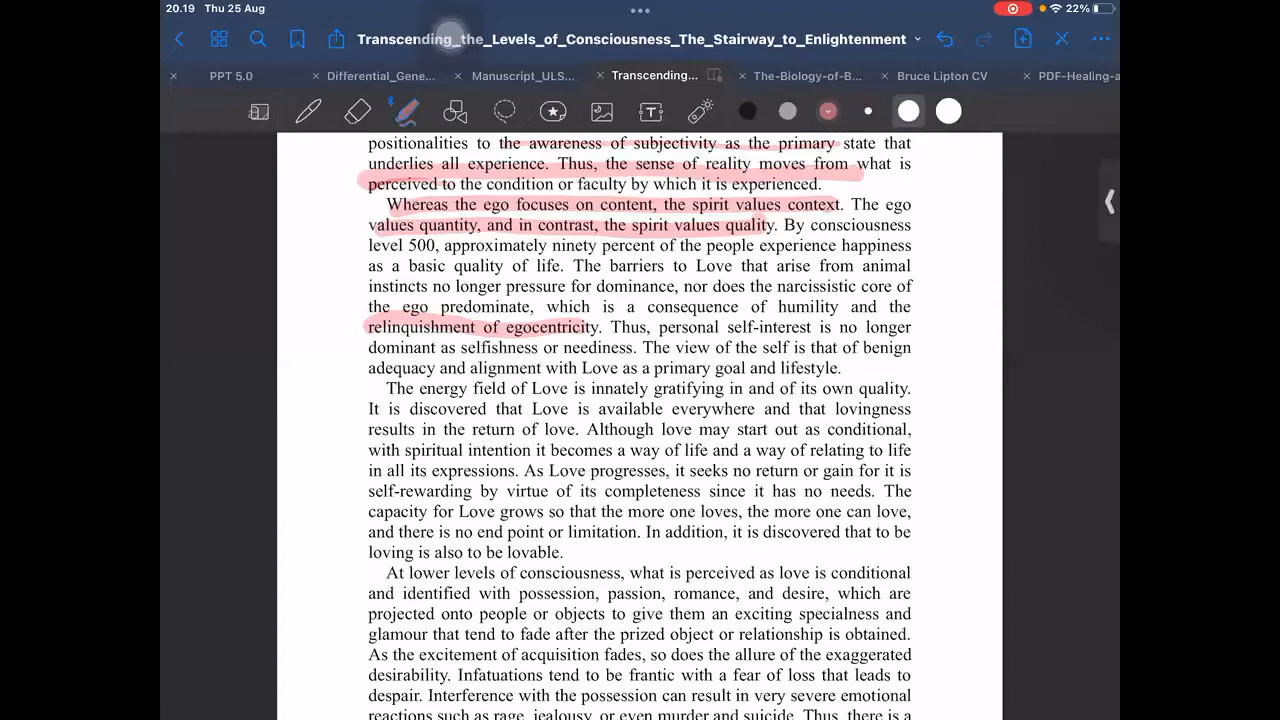 20.19 Thu 25 Aug
22%
Transcending_the_Levels_of_Consciousness_The_Stairway_to_Enlightenment
PPT 5.0
Differential_Gene...
Manuscript_ULS...
Transcending...
The-Biology-of-B...
Bruce Lipton CV
PDF-Healing-a
positionalities to the awareness of subjectivity as the primary state that
underlies all experience. Thus, the sense of reality moves from what is
perceived to the condition or faculty by which it is experienced.
Whereas the ego focuses on content, the spirit values context. The ego
values quantity, and in contrast, the spirit values quality. By consciousness
level 500, approximately ninety percent of the people experience happiness
as a basic quality of life. The barriers to Love that arise from animal
instincts no longer pressure for dominance, nor does the narcissistic core of
the ego predominate, which is a consequence of humility and the
relinquishment of egocentricity. Thus, personal self-interest is no longer
dominant as selfishness or neediness. The view of the self is that of benign
adequacy and alignment with Love as a primary goal and lifestyle.
The energy field of Love is innately gratifying in and of its own quality.
It is discovered that Love is available everywhere and that lovingness
results in the return of love. Although love may start out as conditional,
with spiritual intention it becomes a way of life and a way of relating to life
in all its expressions. As Love progresses, it seeks no return or gain for it is
self-rewarding by virtue of its completeness since it has no needs. The
capacity for Love grows so that the more one loves, the more one can love,
and there is no end point or limitation. In addition, it is discovered that to be
loving is also to be lovable.
At lower levels of consciousness, what is perceived as love is conditional
and identified with possession, passion, romance, and desire, which are
projected onto people or objects to give them an exciting specialness and
glamour that tend to fade after the prized object or relationship is obtained.
As the excitement of acquisition fades, so does the allure of the exaggerated
desirability. Infatuations tend to be frantic with a fear of loss that leads to
despair. Interference with the possession can result in very severe emotional
reactions such as rage, jealousy, or even murder and suicide. Thus, there is a